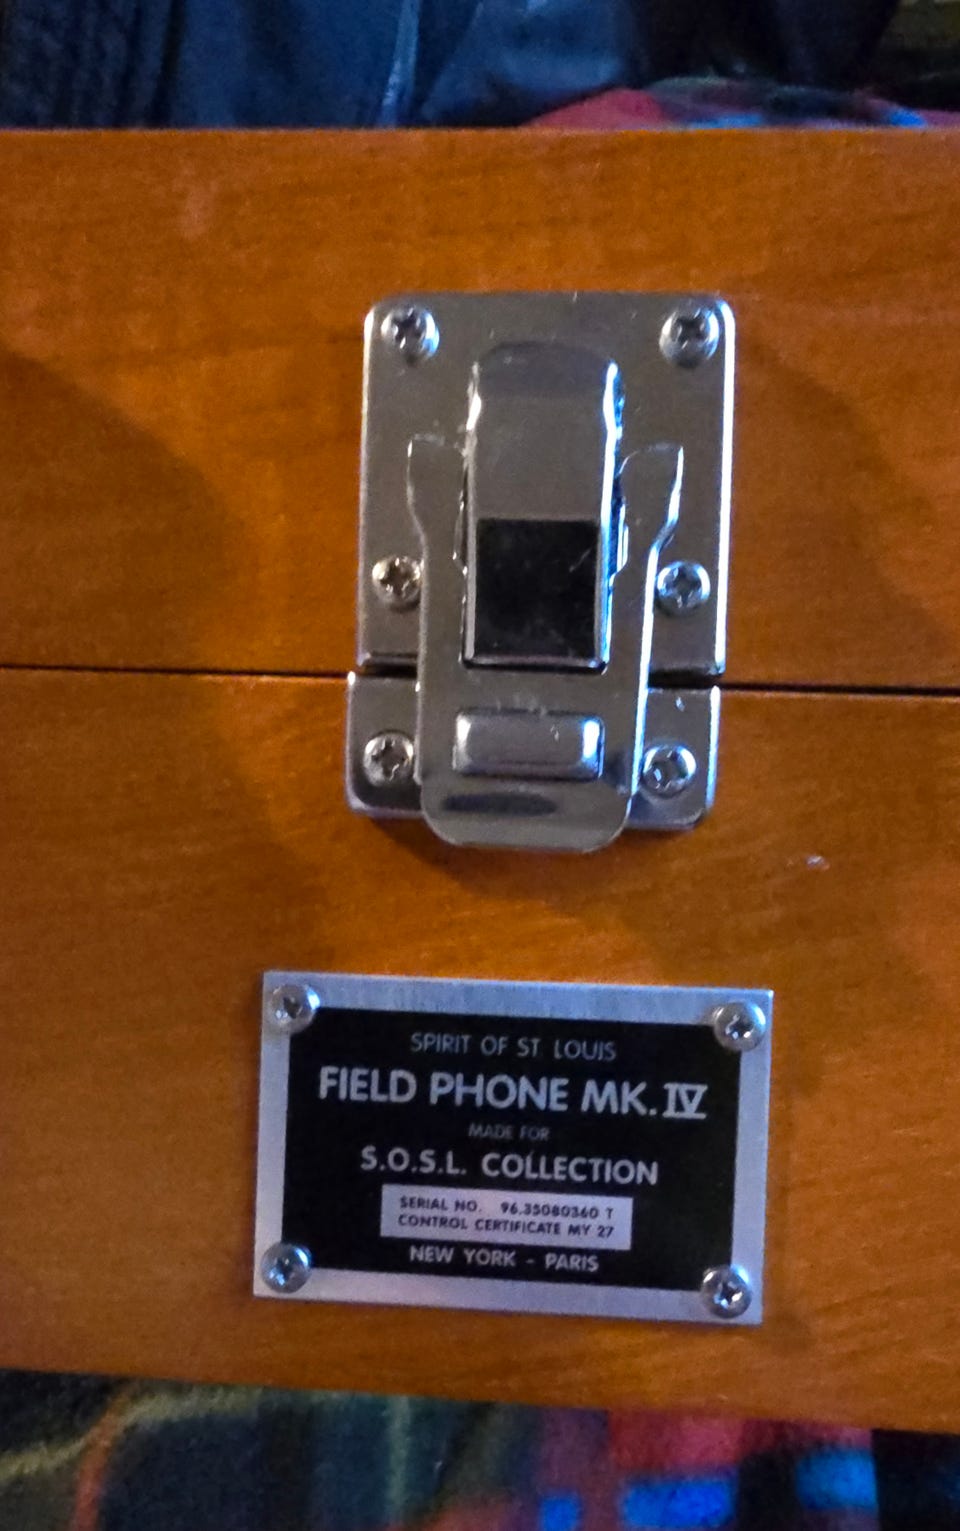 SPIRIT OF ST LOUIS
FIELD PHONE MK. IV
MADE FOR
S.O.S.L. COLLECTION
SERIAL NO. 96.35080360 T
CONTROL CERTIFICATE MY 27
NEW YORK - PARIS